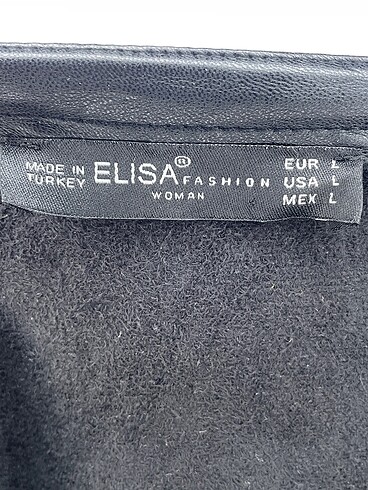 MADE IN
TURKEY
ELISA® FASHION
WOMAN
EUR L
USA L
MEX L